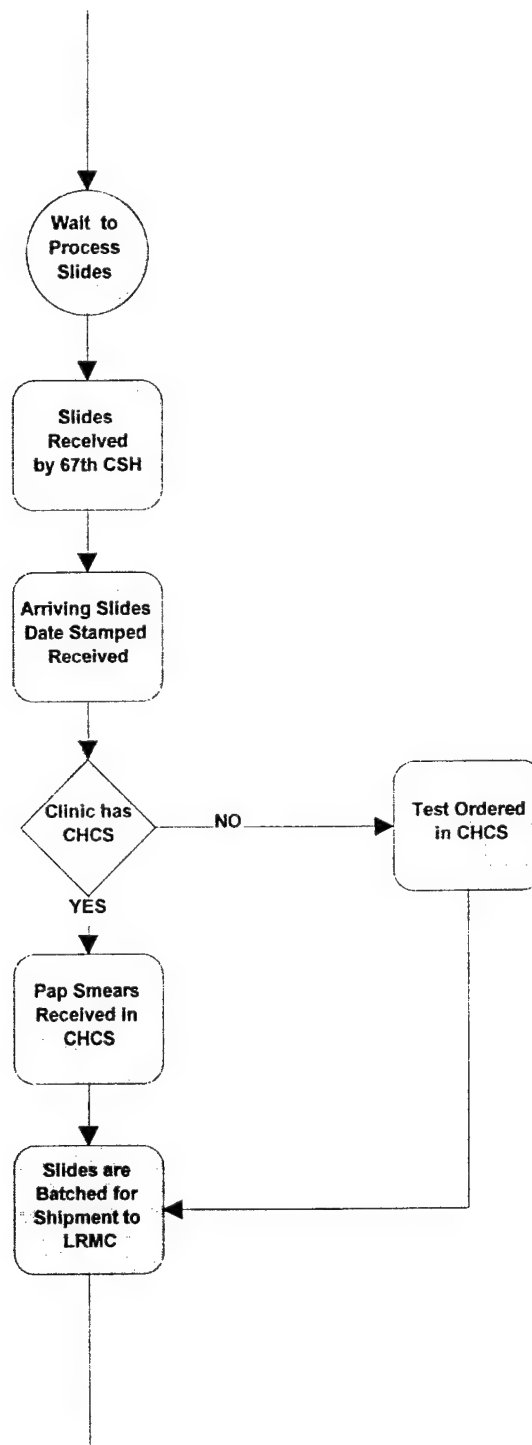 Wait to
Process
Slides
Slides
Received
by 67th CSH
Arriving Slides
Date Stamped
Received
Clinic has
CHCS
NO
Test Ordered
in CHCS
YES
Pap Smears
Received in
CHCS
Slides are
Batched for
Shipment to
LRMC